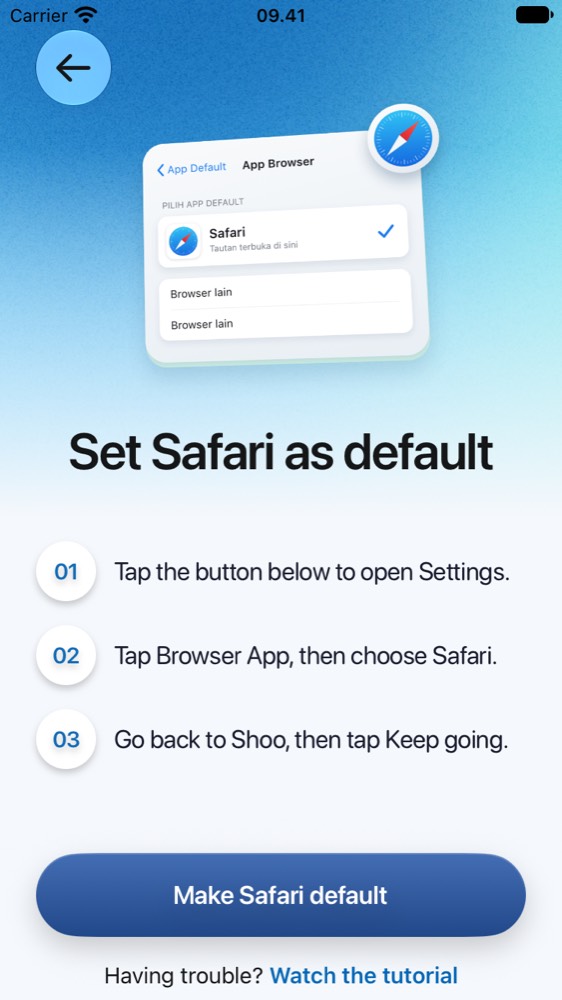 Carrier
09.41
App Default
App Browser
PILIH APP DEFAULT
Safari
Tautan terbuka di sini
Browser lain
Browser lain
Set Safari as default
01 Tap the button below to open Settings.
02 Tap Browser App, then choose Safari.
03 Go back to Shoo, then tap Keep going.
Make Safari default
Having trouble? Watch the tutorial